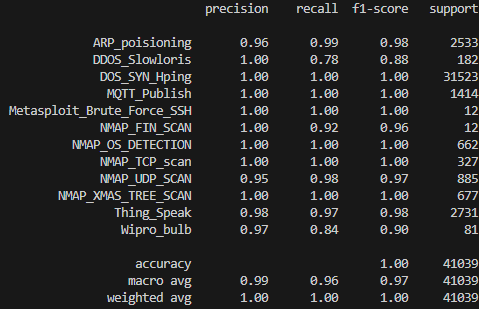 precision recall f1-score support
ARP_poisioning 0.96 0.99 0.98 2533
DDOS_Slowloris 1.00 0.78 0.88 182
DOS_SYN_Hping 1.00 1.00 1.00 31523
MQTT_Publish 1.00 1.00 1.00 1414
Metasploit_Brute_Force_SSH 1.00 1.00 1.00 12
NMAP_FIN_SCAN 1.00 0.92 0.96 12
NMAP_OS_DETECTION 1.00 1.00 1.00 662
NMAP_TCP_scan 1.00 1.00 1.00 327
NMAP_UDP_SCAN 0.95 0.98 0.97 885
NMAP_XMAS_TREE_SCAN 1.00 1.00 1.00 677
Thing_Speak 0.98 0.97 0.98 2731
Wipro_bulb 0.97 0.84 0.90 81
accuracy 1.00 41039
macro avg 0.99 0.96 0.97 41039
weighted avg 1.00 1.00 1.00 41039